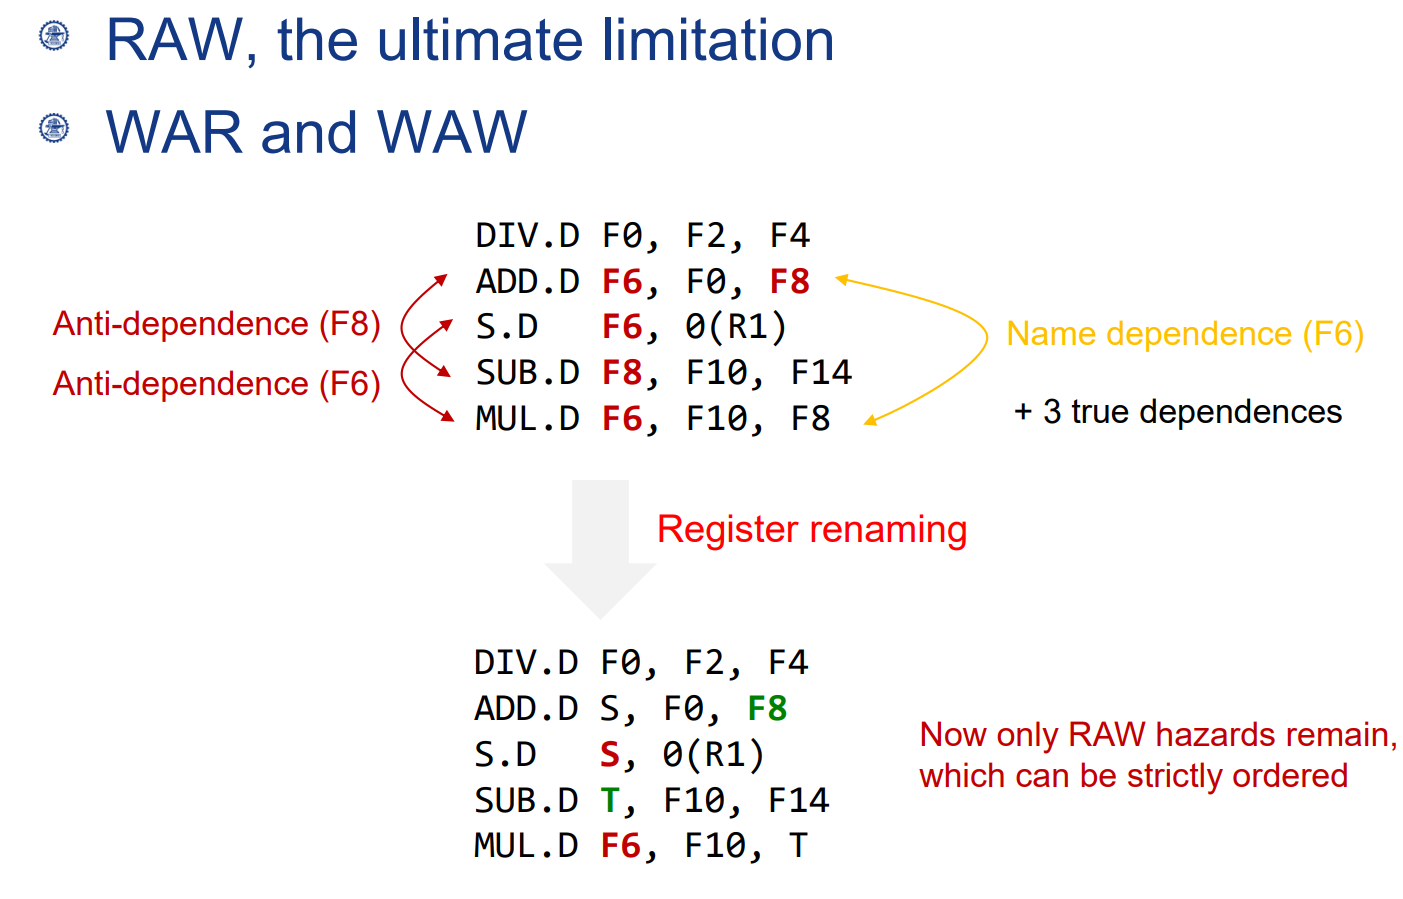 RAW, the ultimate limitation
WAR and WAW
DIV.D F0, F2, F4
ADD.D F6, F0, F8
S.D F6, 0(R1)
SUB.D F8, F10, F14
MUL.D F6, F10, F8
Anti-dependence (F8)
Anti-dependence (F6)
Name dependence (F6)
+ 3 true dependences
Register renaming
DIV.D F0, F2, F4
ADD.D S, F0, F8
S.D S, 0(R1)
SUB.D T, F10, F14
MUL.D F6, F10, T
Now only RAW hazards remain,
which can be strictly ordered